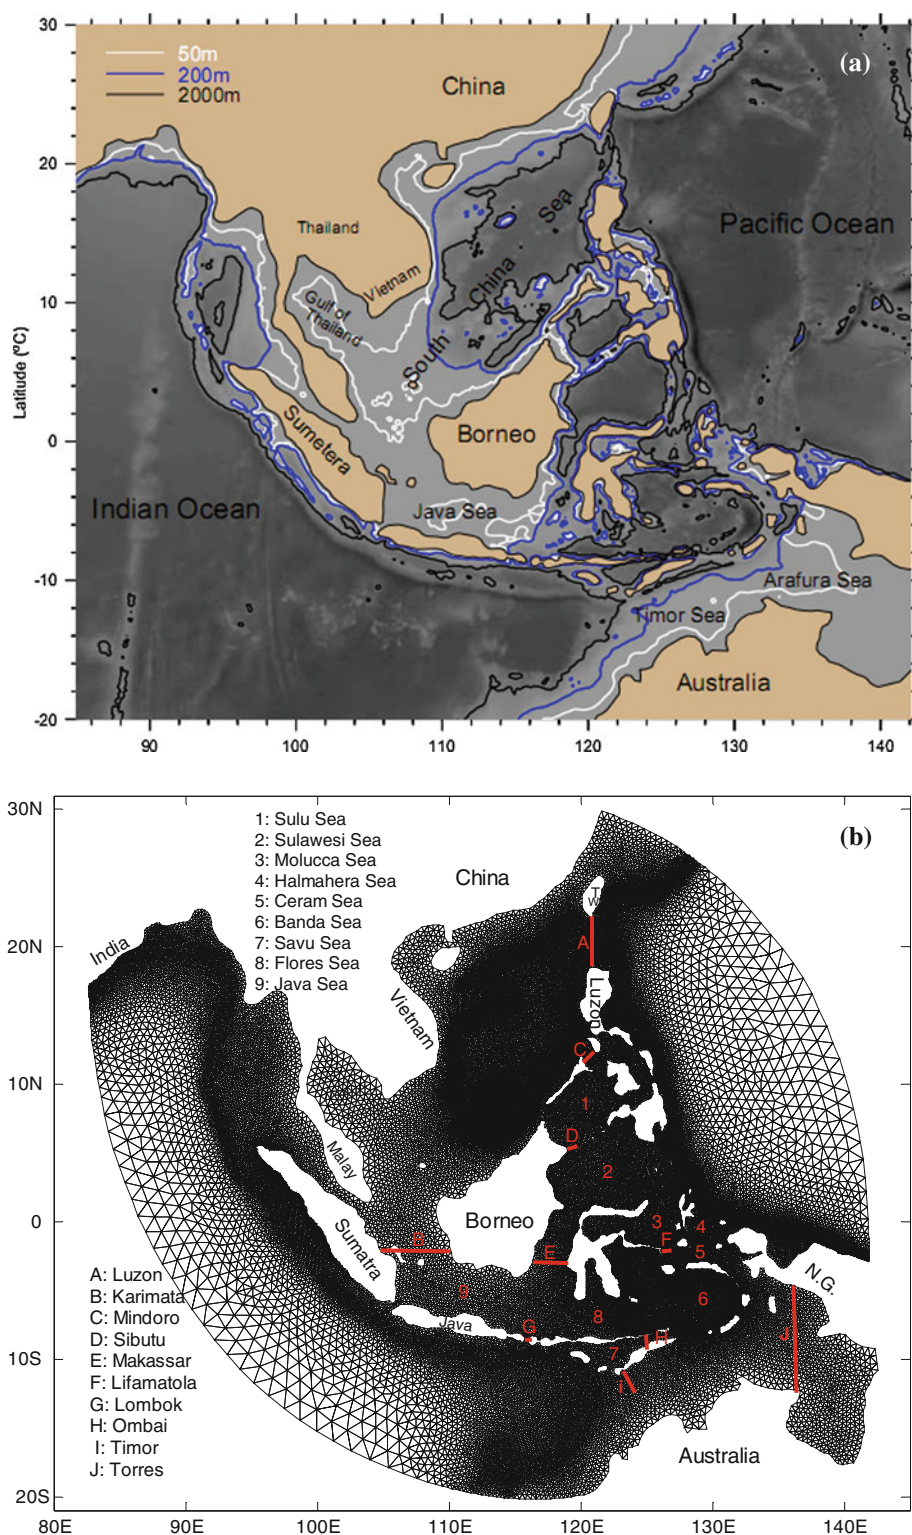 30
20
10
0
-10
-20
Latitude (ºC)
50m
200m
2000m
(a)
China
Thailand
Vietnam
Gulf of
Thailand
South
China
Sea
Pacific Ocean
Sumetera
Borneo
Java Sea
Indian Ocean
Arafura Sea
Timor Sea
Australia
90
100
110
120
130
140
30N
20N
10N
0
10S
20S
1: Sulu Sea
2: Sulawesi Sea
3: Molucca Sea
4: Halmahera Sea
5: Ceram Sea
6: Banda Sea
7: Savu Sea
8: Flores Sea
9: Java Sea
(b)
China
India
Vietnam
TW
A
Luzon
C
1
D
2
Malay
Sumatra
Borneo
B
E
3
4
F
5
6
N.G.
9
8
Java
G
H
7
I
J
Australia
A: Luzon
B: Karimata
C: Mindoro
D: Sibutu
E: Makassar
F: Lifamatola
G: Lombok
H: Ombai
I: Timor
J: Torres
80E
90E
100E
110E
120E
130E
140E